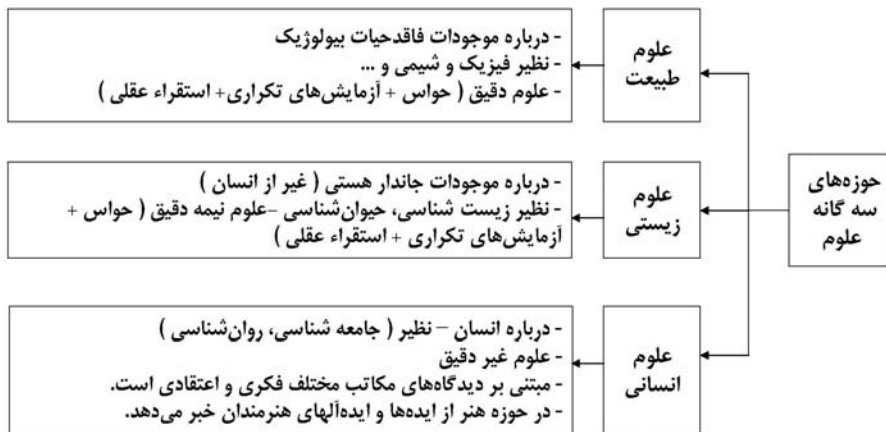 حوزه‌های
سه گانه
علوم
علوم
طبیعت
- درباره موجودات فاقدحیات بیولوژیک
- نظیر فیزیک و شیمی و ...
- علوم دقیق ( حواس + آزمایش‌های تکراری+ استقراء عقلی )
علوم
زیستی
- درباره موجودات جاندار هستی ( غیر از انسان )
- نظیر زیست شناسی، حیوان‌شناسی –علوم نیمه دقیق ( حواس +
آزمایش‌های تکراری + استقراء عقلی )
علوم
انسانی
- درباره انسان – نظیر ( جامعه شناسی، روان‌شناسی )
- علوم غیر دقیق
- مبتنی بر دیدگاه‌های مکاتب مختلف فکری و اعتقادی است.
- در حوزه هنر از ایده‌ها و ایده‌آلهای هنرمندان خبر می‌دهد.